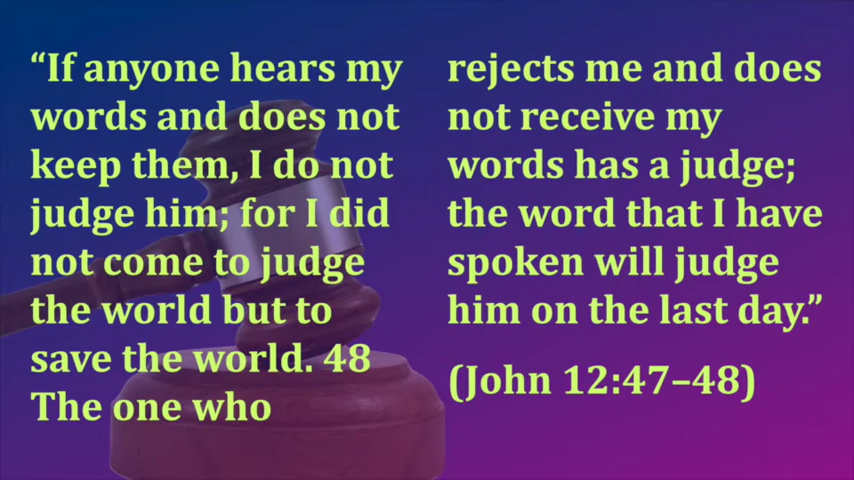 “If anyone hears my
words and does not
keep them, I do not
judge him; for I did
not come to judge
the world but to
save the world. 48
The one who
rejects me and does
not receive my
words has a judge;
the word that I have
spoken will judge
him on the last day.”
(John 12:47–48)